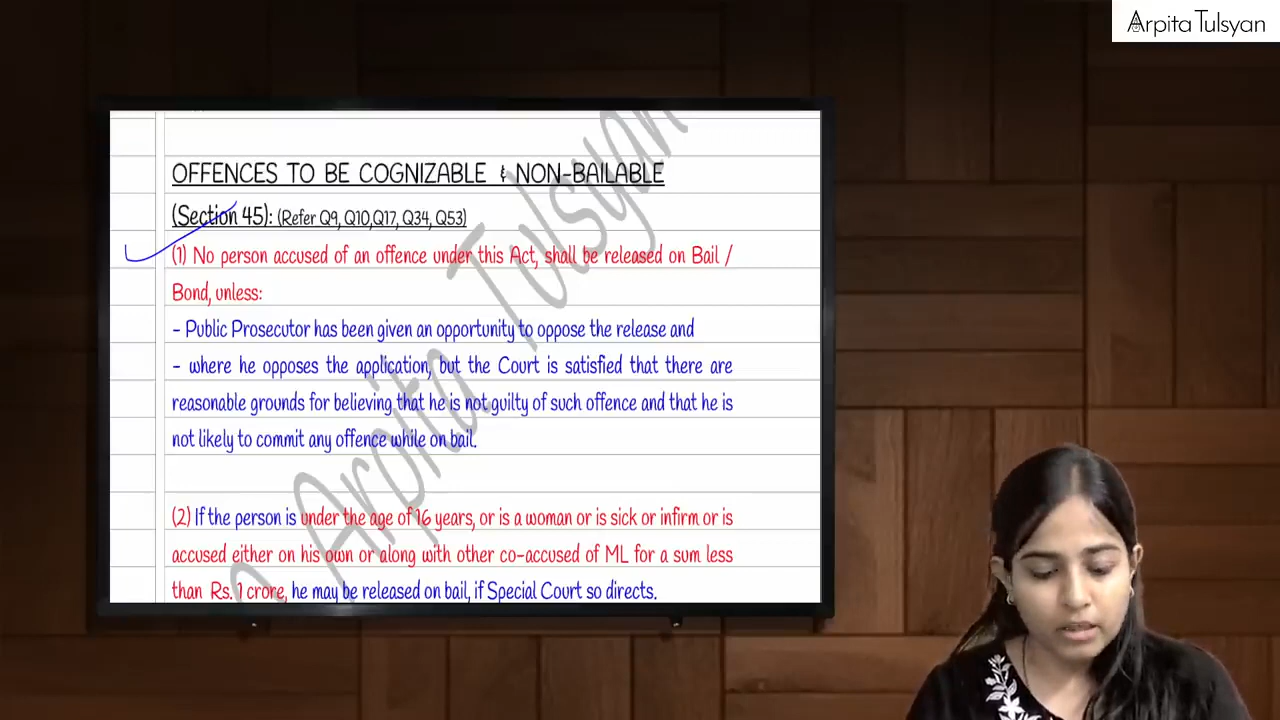 Arpita Tulsyan
OFFENCES TO BE COGNIZABLE & NON-BAILABLE
(Section 45): (Refer Q9, Q10,Q17, Q34, Q53)
(1) No person accused of an offence under this Act, shall be released on Bail /
Bond, unless:
- Public Prosecutor has been given an opportunity to oppose the release and
- where he opposes the application, but the Court is satisfied that there are
reasonable grounds for believing that he is not guilty of such offence and that he is
not likely to commit any offence while on bail.
(2) If the person is under the age of 16 years, or is a woman or is sick or infirm or is
accused either on his own or along with other co-accused of ML for a sum less
than Rs. 1 crore, he may be released on bail, if Special Court so directs.
Arpita Tulsyan